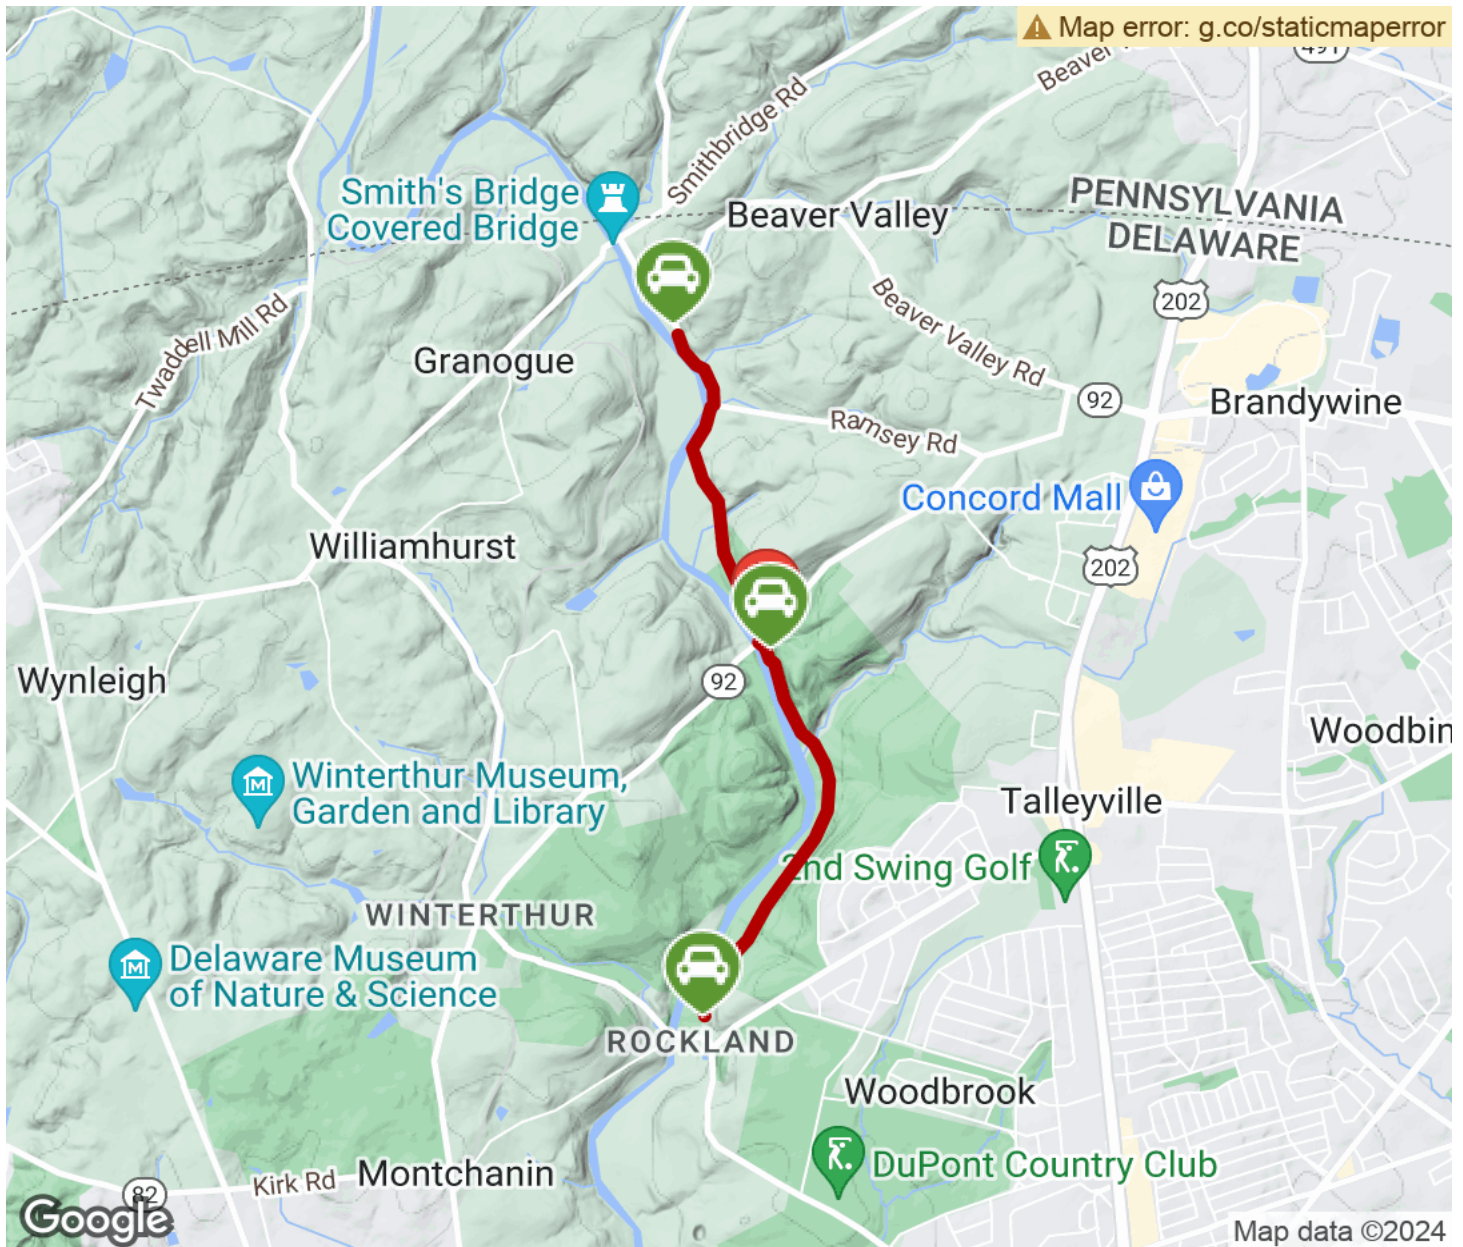 Map error: g.co/staticmaperror
491
Beaver
Smithbridge Rd
Smith's Bridge
Covered Bridge
Beaver Valley
PENNSYLVANIA
DELAWARE
202
Twaddell Mill Rd
Beaver Valley Rd
Granogue
92
Brandywine
Ramsey Rd
Concord Mall
Williamhurst
202
Wynleigh
92
Woodbin
Winterthur Museum,
Garden and Library
Talleyville
2nd Swing Golf
WINTERTHUR
Delaware Museum
of Nature & Science
ROCKLAND
Woodbrook
DuPont Country Club
Montchanin
Kirk Rd
82
Google
Map data ©2024